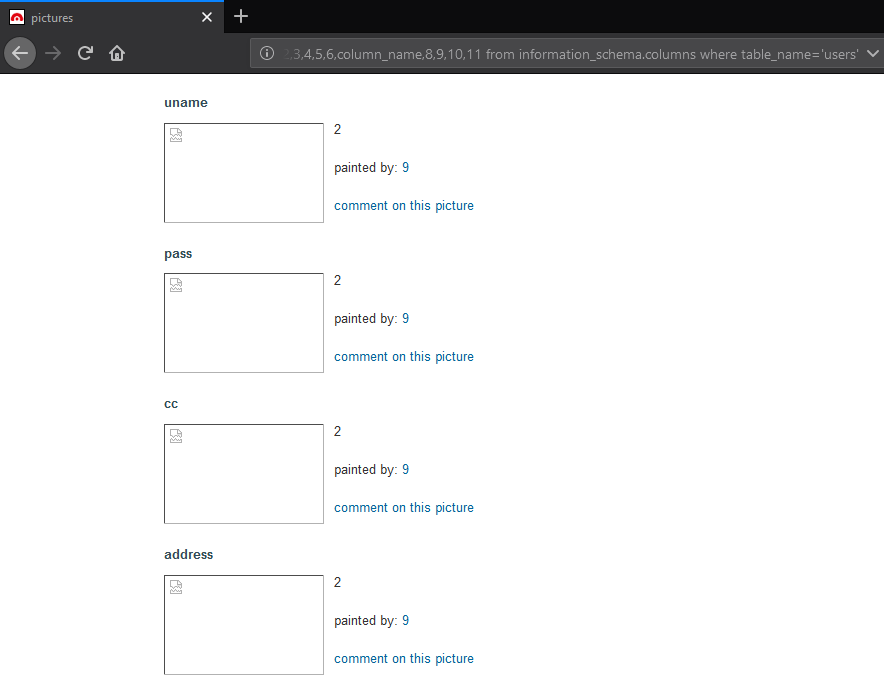 pictures
2,3,4,5,6,column_name,8,9,10,11 from information_schema.columns where table_name='users'
uname
2
painted by: 9
comment on this picture
pass
2
painted by: 9
comment on this picture
cc
2
painted by: 9
comment on this picture
address
2
painted by: 9
comment on this picture